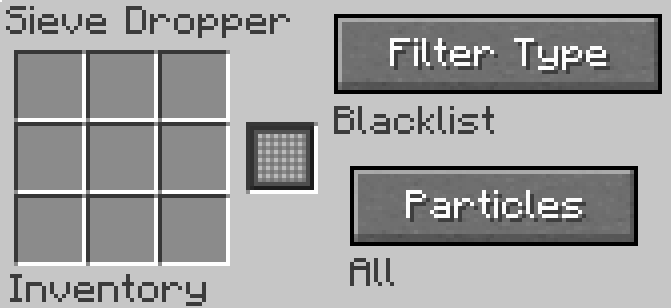 Sieve Dropper
Filter Type
Blacklist
Particles
All
Inventory